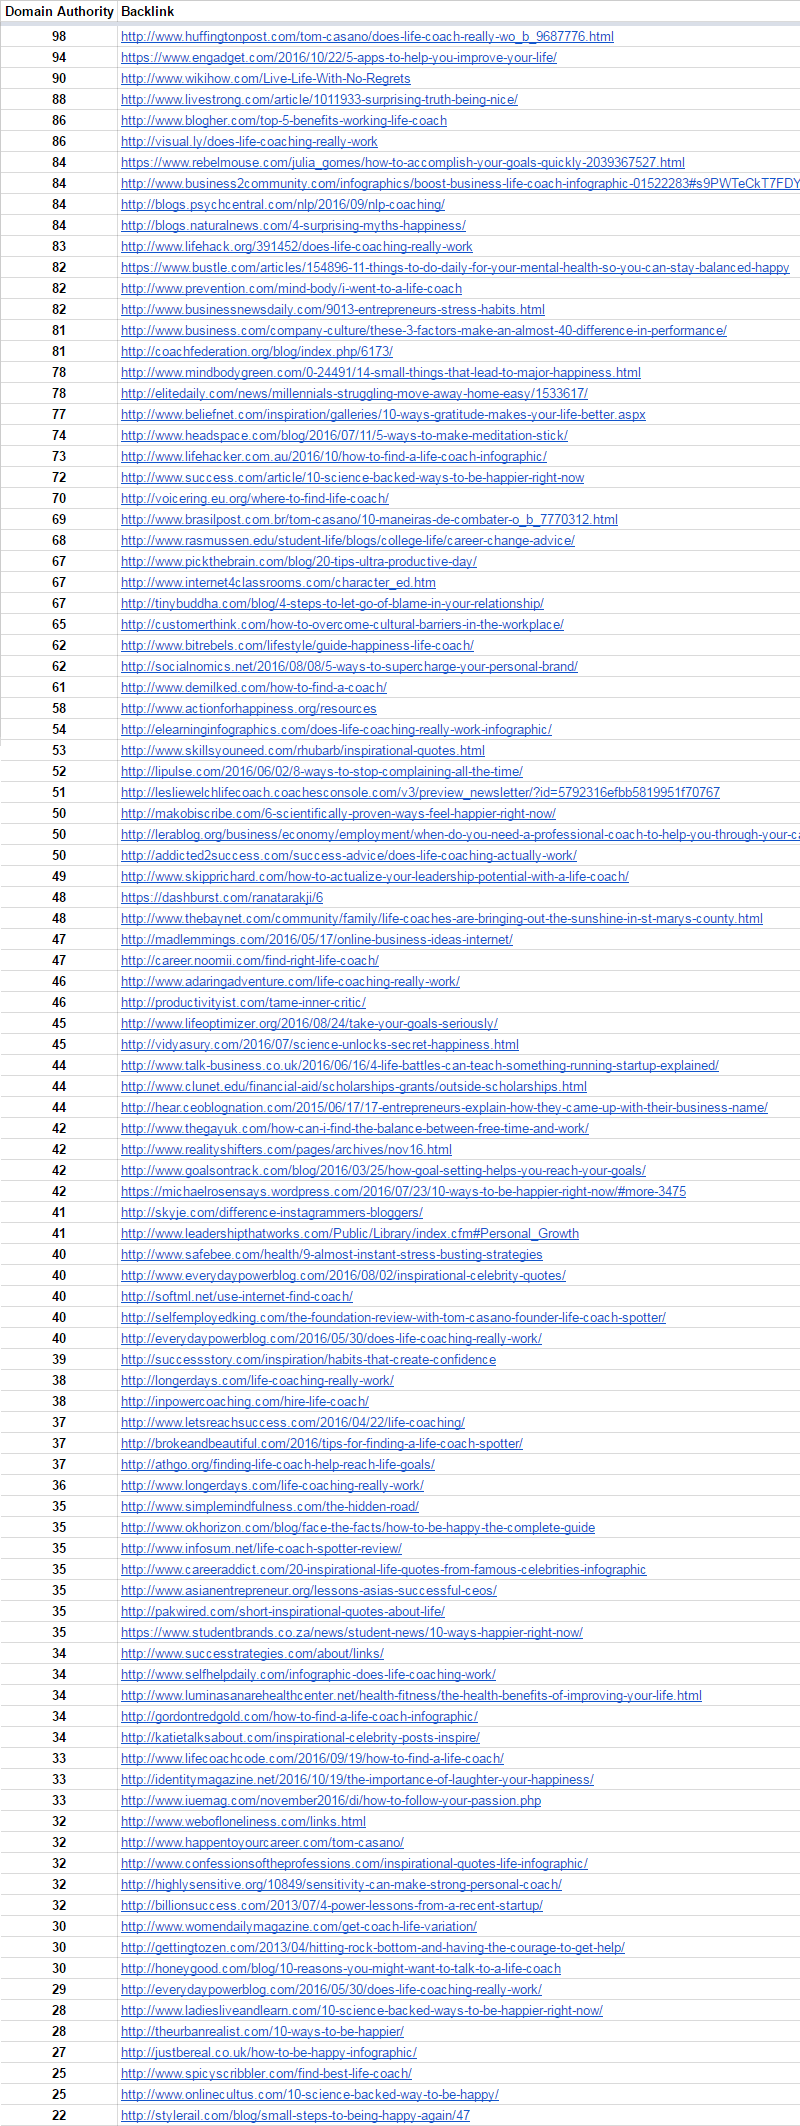 Domain Authority Backlink
98 http://www.huffingtonpost.com/tom-casano/does-life-coach-really-wo_b_9687776.html
94 https://www.engadget.com/2016/10/22/5-apps-to-help-you-improve-your-life/
90 http://www.wikihow.com/Live-Life-With-No-Regrets
88 http://www.livestrong.com/article/1011933-surprising-truth-being-nice/
86 http://www.blogher.com/top-5-benefits-working-life-coach
86 http://visual.ly/does-life-coaching-really-work
84 https://www.rebelmouse.com/julia_gomes/how-to-accomplish-your-goals-quickly-2039367527.html
84 http://www.business2community.com/infographics/boost-business-life-coach-infographic-01522283#s9PWTeCkT7FDY
84 http://blogs.psychcentral.com/nlp/2016/09/nlp-coaching/
84 http://blogs.naturalnews.com/4-surprising-myths-happiness/
83 http://www.lifehack.org/391452/does-life-coaching-really-work
82 https://www.bustle.com/articles/154896-11-things-to-do-daily-for-your-mental-health-so-you-can-stay-balanced-happy
82 http://www.prevention.com/mind-body/i-went-to-a-life-coach
82 http://www.businessnewsdaily.com/9013-entrepreneurs-stress-habits.html
81 http://www.business.com/company-culture/these-3-factors-make-an-almost-40-difference-in-performance/
81 http://coachfederation.org/blog/index.php/6173/
78 http://www.mindbodygreen.com/0-24491/14-small-things-that-lead-to-major-happiness.html
78 http://elitedaily.com/news/millennials-struggling-move-away-home-easy/1533617/
77 http://www.beliefnet.com/inspiration/galleries/10-ways-gratitude-makes-your-life-better.aspx
74 http://www.headspace.com/blog/2016/07/11/5-ways-to-make-meditation-stick/
73 http://www.lifehacker.com.au/2016/10/how-to-find-a-life-coach-infographic/
72 http://www.success.com/article/10-science-backed-ways-to-be-happier-right-now
70 http://voicering.eu.org/where-to-find-life-coach/
69 http://www.brasilpost.com.br/tom-casano/10-maneiras-de-combater-o_b_7770312.html
68 http://www.rasmussen.edu/student-life/blogs/college-life/career-change-advice/
67 http://www.pickthebrain.com/blog/20-tips-ultra-productive-day/
67 http://www.internet4classrooms.com/character_ed.htm
67 http://tinybuddha.com/blog/4-steps-to-let-go-of-blame-in-your-relationship/
65 http://customerthink.com/how-to-overcome-cultural-barriers-in-the-workplace/
62 http://www.bitrebels.com/lifestyle/guide-happiness-life-coach/
62 http://socialnomics.net/2016/08/08/5-ways-to-supercharge-your-personal-brand/
61 http://www.demilked.com/how-to-find-a-coach/
58 http://www.actionforhappiness.org/resources
54 http://elearninginfographics.com/does-life-coaching-really-work-infographic/
53 http://www.skillsyouneed.com/rhubarb/inspirational-quotes.html
52 http://lipulse.com/2016/06/02/8-ways-to-stop-complaining-all-the-time/
51 http://lesliewelchlifecoach.coachesconsole.com/v3/preview_newsletter/?id=5792316efbb5819951f70767
50 http://makobiscribe.com/6-scientifically-proven-ways-feel-happier-right-now/
50 http://lerablog.org/business/economy/employment/when-do-you-need-a-professional-coach-to-help-you-through-your-ca
50 http://addicted2success.com/success-advice/does-life-coaching-actually-work/
49 http://www.skipprichard.com/how-to-actualize-your-leadership-potential-with-a-life-coach/
48 https://dashburst.com/ranatarakji/6
48 http://www.thebaynet.com/community/family/life-coaches-are-bringing-out-the-sunshine-in-st-marys-county.html
47 http://madlemmings.com/2016/05/17/online-business-ideas-internet/
47 http://career.noomii.com/find-right-life-coach/
46 http://www.adaringadventure.com/life-coaching-really-work/
46 http://productivityist.com/tame-inner-critic/
45 http://www.lifeoptimizer.org/2016/08/24/take-your-goals-seriously/
45 http://vidyasury.com/2016/07/science-unlocks-secret-happiness.html
44 http://www.talk-business.co.uk/2016/06/16/4-life-battles-can-teach-something-running-startup-explained/
44 http://www.clunet.edu/financial-aid/scholarships-grants/outside-scholarships.html
44 http://hear.ceoblognation.com/2015/06/17/17-entrepreneurs-explain-how-they-came-up-with-their-business-name/
42 http://www.thegayuk.com/how-can-i-find-the-balance-between-free-time-and-work/
42 http://www.realityshifters.com/pages/archives/nov16.html
42 http://www.goalsontrack.com/blog/2016/03/25/how-goal-setting-helps-you-reach-your-goals/
42 https://michaelrosensays.wordpress.com/2016/07/23/10-ways-to-be-happier-right-now/#more-3475
41 http://skyje.com/difference-instagrammers-bloggers/
41 http://www.leadershipthatworks.com/Public/Library/index.cfm#Personal_Growth
40 http://www.safebee.com/health/9-almost-instant-stress-busting-strategies
40 http://www.everydaypowerblog.com/2016/08/02/inspirational-celebrity-quotes/
40 http://softml.net/use-internet-find-coach/
40 http://selfemployedking.com/the-foundation-review-with-tom-casano-founder-life-coach-spotter/
40 http://everydaypowerblog.com/2016/05/30/does-life-coaching-really-work/
39 http://successstory.com/inspiration/habits-that-create-confidence
38 http://longerdays.com/life-coaching-really-work/
38 http://inpowercoaching.com/hire-life-coach/
37 http://www.letsreachsuccess.com/2016/04/22/life-coaching/
37 http://brokeandbeautiful.com/2016/tips-for-finding-a-life-coach-spotter/
37 http://athgo.org/finding-life-coach-help-reach-life-goals/
36 http://www.longerdays.com/life-coaching-really-work/
35 http://www.simplemindfulness.com/the-hidden-road/
35 http://www.okhorizon.com/blog/face-the-facts/how-to-be-happy-the-complete-guide
35 http://www.infosum.net/life-coach-spotter-review/
35 http://www.careeraddict.com/20-inspirational-life-quotes-from-famous-celebrities-infographic
35 http://www.asianentrepreneur.org/lessons-asias-successful-ceos/
35 http://pakwired.com/short-inspirational-quotes-about-life/
35 https://www.studentbrands.co.za/news/student-news/10-ways-happier-right-now/
34 http://www.successtrategies.com/about/links/
34 http://www.selfhelpdaily.com/infographic-does-life-coaching-work/
34 http://www.luminasanarehealthcenter.net/health-fitness/the-health-benefits-of-improving-your-life.html
34 http://gordontredgold.com/how-to-find-a-life-coach-infographic/
34 http://katietalksabout.com/inspirational-celebrity-posts-inspire/
33 http://www.lifecoachcode.com/2016/09/19/how-to-find-a-life-coach/
33 http://identitymagazine.net/2016/10/19/the-importance-of-laughter-your-happiness/
33 http://www.iuemag.com/november2016/di/how-to-follow-your-passion.php
32 http://www.webofloneliness.com/links.html
32 http://www.happentoyourcareer.com/tom-casano/
32 http://www.confessionsoftheprofessions.com/inspirational-quotes-life-infographic/
32 http://highlysensitive.org/10849/sensitivity-can-make-strong-personal-coach/
32 http://billionsuccess.com/2013/07/4-power-lessons-from-a-recent-startup/
30 http://www.womendailymagazine.com/get-coach-life-variation/
30 http://gettingtozen.com/2013/04/hitting-rock-bottom-and-having-the-courage-to-get-help/
30 http://honeygood.com/blog/10-reasons-you-might-want-to-talk-to-a-life-coach
29 http://everydaypowerblog.com/2016/05/30/does-life-coaching-really-work/
28 http://www.ladiesliveandlearn.com/10-science-backed-ways-to-be-happier-right-now/
28 http://theurbanrealist.com/10-ways-to-be-happier/
27 http://justbereal.co.uk/how-to-be-happy-infographic/
25 http://www.spicyscribbler.com/find-best-life-coach/
25 http://www.onlinecultus.com/10-science-backed-way-to-be-happy/
22 http://stylerail.com/blog/small-steps-to-being-happy-again/47